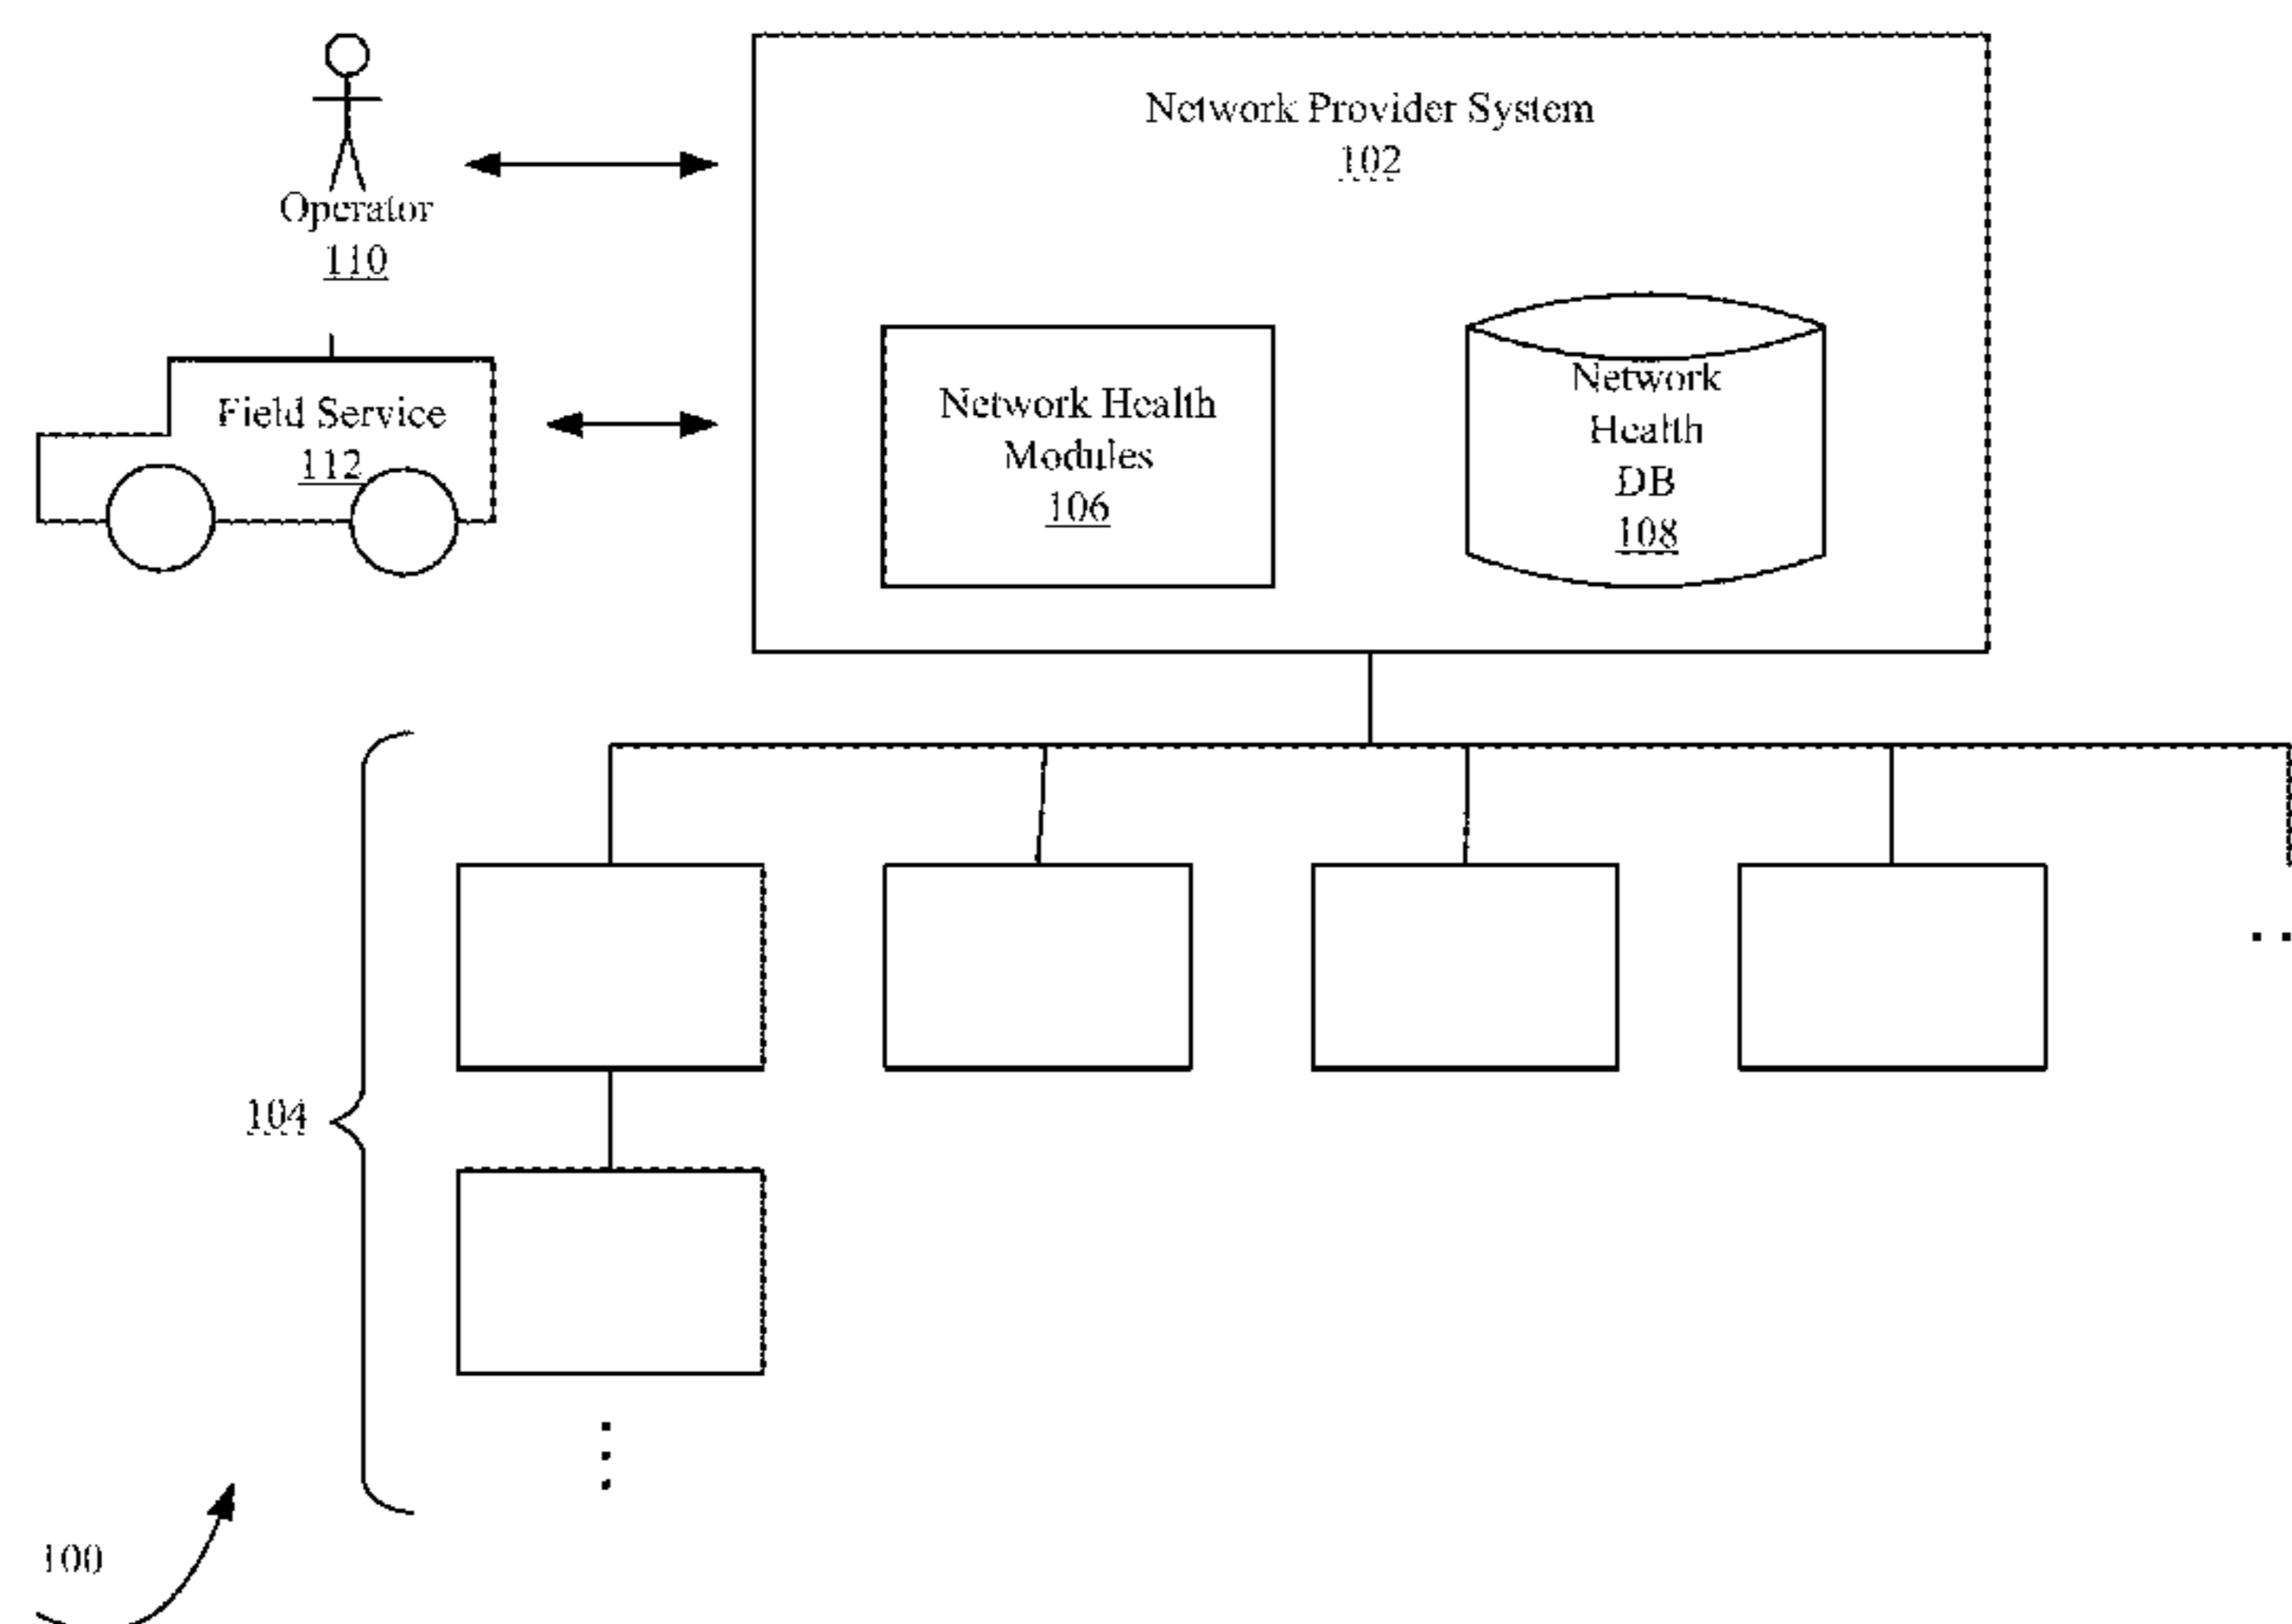 Network Provider System
102
Operator
110
Field Service
112
Network Health
Modules
106
Network
Health
DB
108
104
100